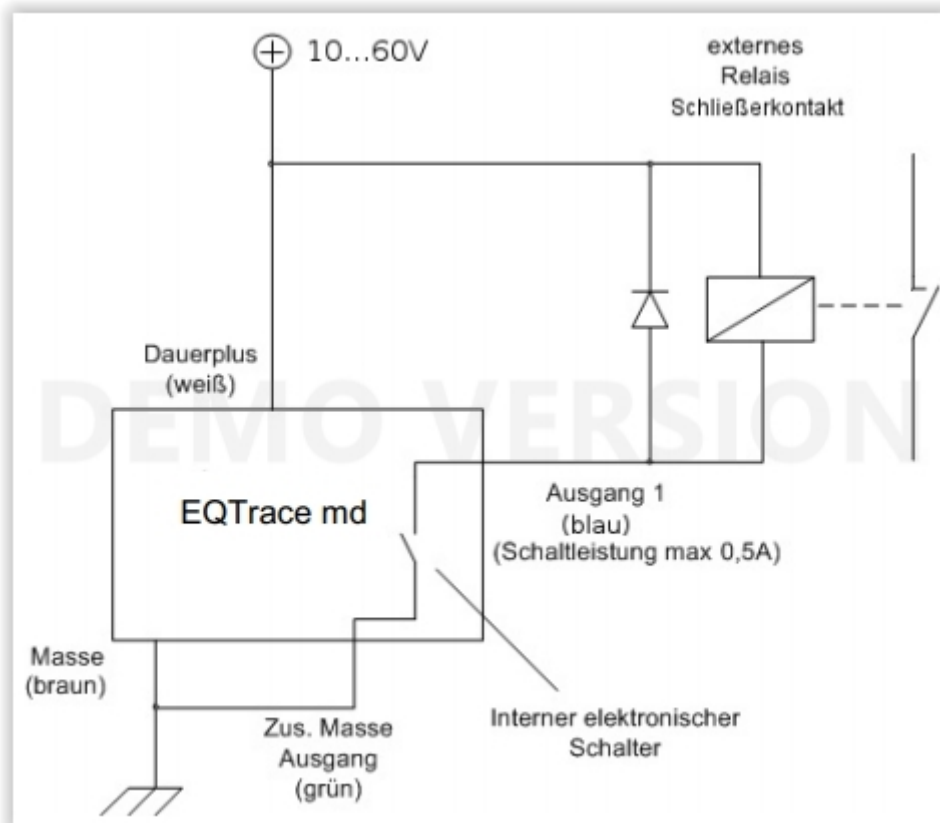 10...60V
externes
Relais
Schließerkontakt
Dauerplus
(weiß)
DEMO VERSION
EQTrace md
Ausgang 1
(blau)
(Schaltleistung max 0,5A)
Masse
(braun)
Zus. Masse
Ausgang
(grün)
Interner elektronischer
Schalter